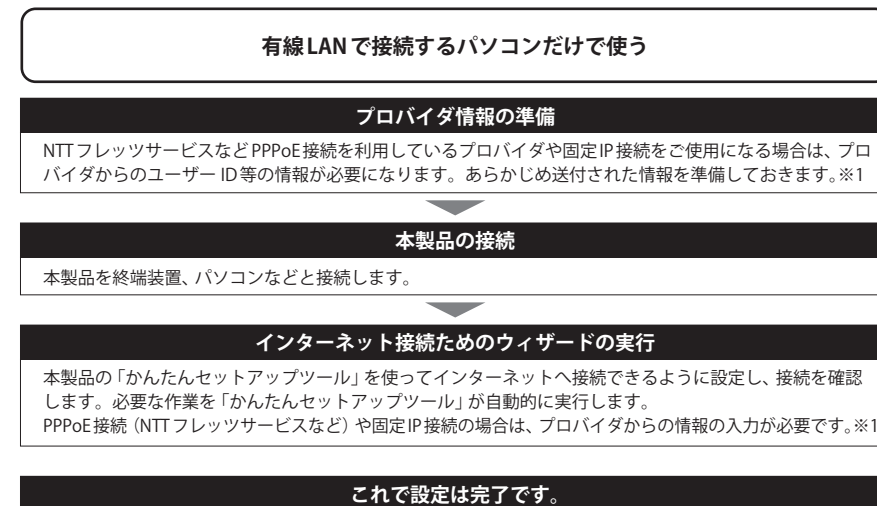 有線LANで接続するパソコンだけで使う
プロバイダ情報の準備
NTTフレッツサービスなどPPPoE接続を利用しているプロバイダや固定IP接続をご使用になる場合は、プロ
バイダからのユーザー ID等の情報が必要になります。あらかじめ送付された情報を準備しておきます。※1
本製品の接続
本製品を終端装置、パソコンなどと接続します。
インターネット接続ためのウィザードの実行
本製品の「かんたんセットアップツール」を使ってインターネットへ接続できるように設定し、接続を確認
します。必要な作業を「かんたんセットアップツール」が自動的に実行します。
PPPoE接続（NTTフレッツサービスなど）や固定IP接続の場合は、プロバイダからの情報の入力が必要です。※1
これで設定は完了です。